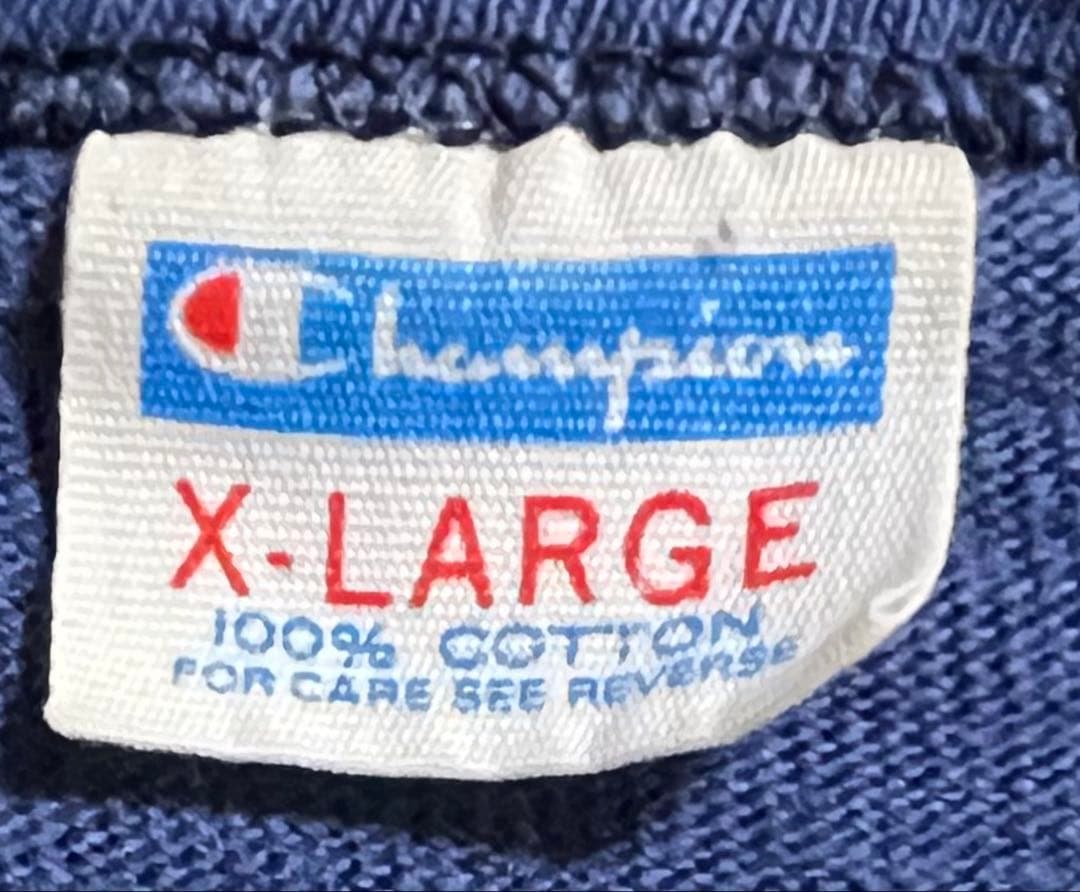 Champion
X-LARGE
100% COTTON
FOR CARE SEE REVERSE